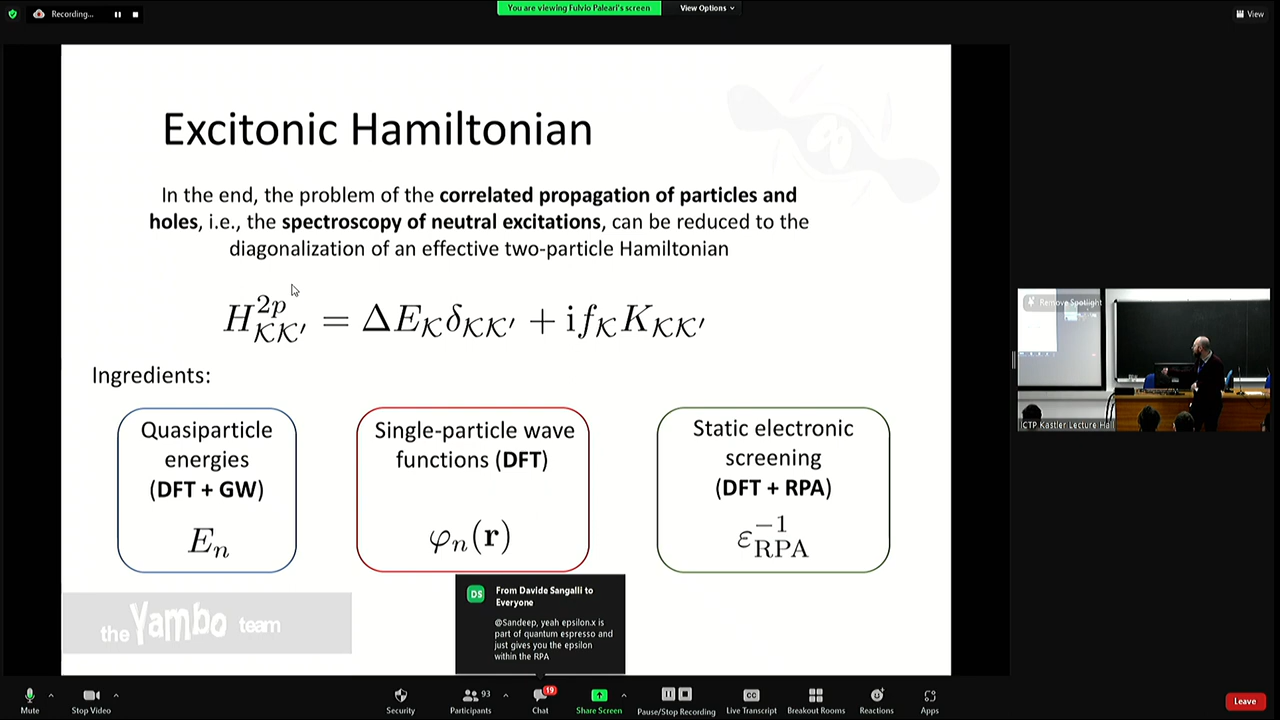 Recording...
You are viewing Fulvio Paleari's screen
View Options
View
Excitonic Hamiltonian
In the end, the problem of the correlated propagation of particles and
holes, i.e., the spectroscopy of neutral excitations, can be reduced to the
diagonalization of an effective two-particle Hamiltonian
H^{2p}_{𝒦𝒦'} = ΔE_𝒦 δ_{𝒦𝒦'} + i f_𝒦 K_{𝒦𝒦'}
Ingredients:
Quasiparticle
energies
(DFT + GW)
E_n
Single-particle wave
functions (DFT)
φ_n(r)
Static electronic
screening
(DFT + RPA)
ε^{-1}_{RPA}
the Yambo team
DS
From Davide Sangalli to
Everyone
@Sandeep, yeah epsilon.x is
part of quantum espresso and
just gives you the epsilon
within the RPA
Remove Spotlight
ICTP Kastler Lecture Hall
Mute
Stop Video
Security
93
Participants
19
Chat
Share Screen
Pause/Stop Recording
CC
Live Transcript
Breakout Rooms
Reactions
Apps
Leave